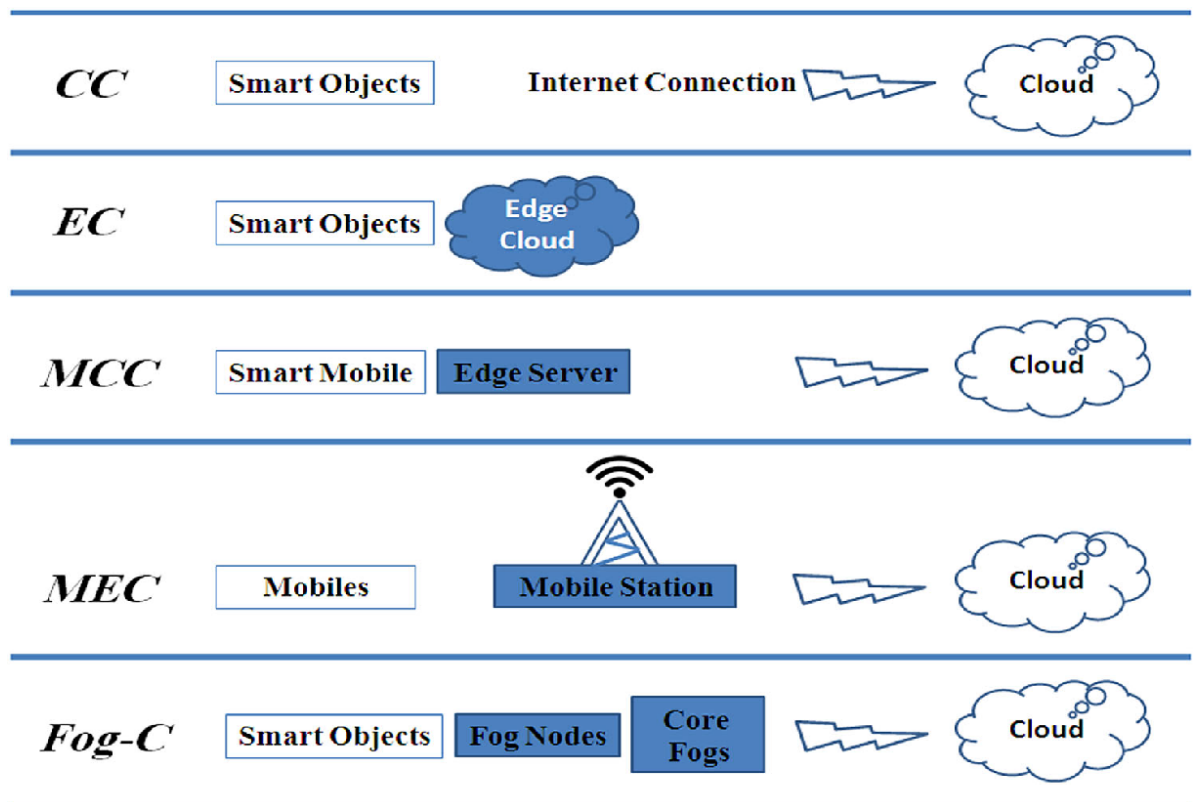 CC
Smart Objects
Internet Connection
Cloud
EC
Smart Objects
Edge
Cloud
MCC
Smart Mobile
Edge Server
Cloud
MEC
Mobiles
Mobile Station
Cloud
Fog-C
Smart Objects
Fog Nodes
Core
Fogs
Cloud